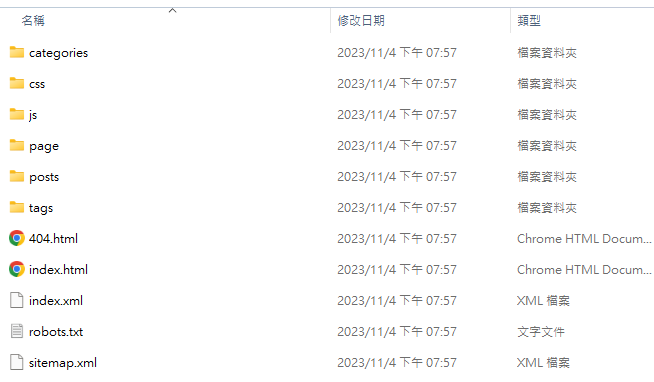 名稱 修改日期 類型
categories 2023/11/4 下午 07:57 檔案資料夾
css 2023/11/4 下午 07:57 檔案資料夾
js 2023/11/4 下午 07:57 檔案資料夾
page 2023/11/4 下午 07:57 檔案資料夾
posts 2023/11/4 下午 07:57 檔案資料夾
tags 2023/11/4 下午 07:57 檔案資料夾
404.html 2023/11/4 下午 07:57 Chrome HTML Docum...
index.html 2023/11/4 下午 07:57 Chrome HTML Docum...
index.xml 2023/11/4 下午 07:57 XML 檔案
robots.txt 2023/11/4 下午 07:57 文字文件
sitemap.xml 2023/11/4 下午 07:57 XML 檔案